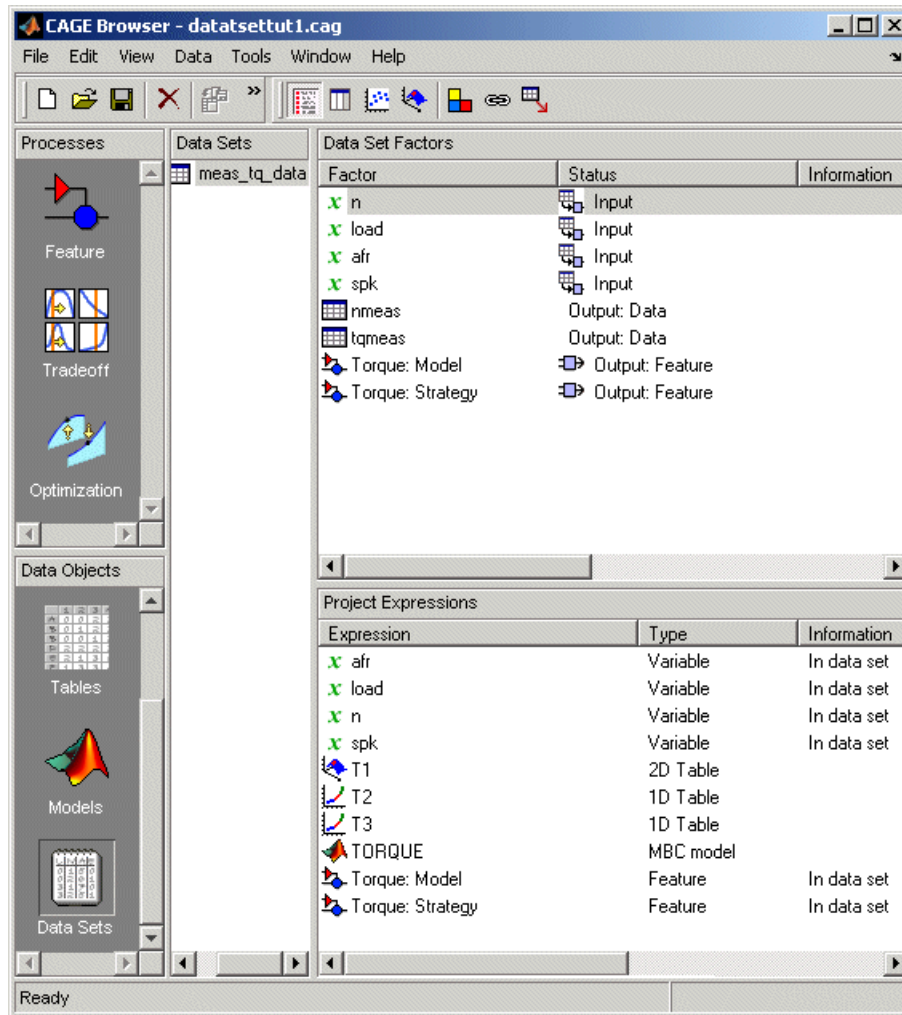 CAGE Browser - datatsettut1.cag
File Edit View Data Tools Window Help
Processes
Feature
Tradeoff
Optimization
Data Objects
Tables
Models
Data Sets
Data Sets
meas_tq_data
Data Set Factors
Factor Status Information
n Input
load Input
afr Input
spk Input
nmeas Output: Data
tqmeas Output: Data
Torque: Model Output: Feature
Torque: Strategy Output: Feature
Project Expressions
Expression Type Information
afr Variable In data set
load Variable In data set
n Variable In data set
spk Variable In data set
T1 2D Table
T2 1D Table
T3 1D Table
TORQUE MBC model
Torque: Model Feature In data set
Torque: Strategy Feature In data set
Ready